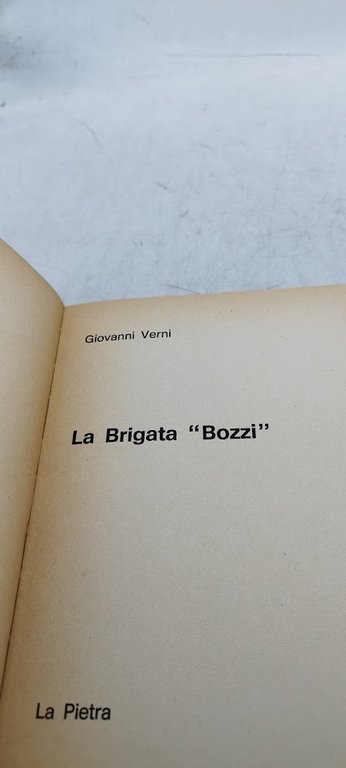 Giovanni Verni
La Brigata “Bozzi”
La Pietra